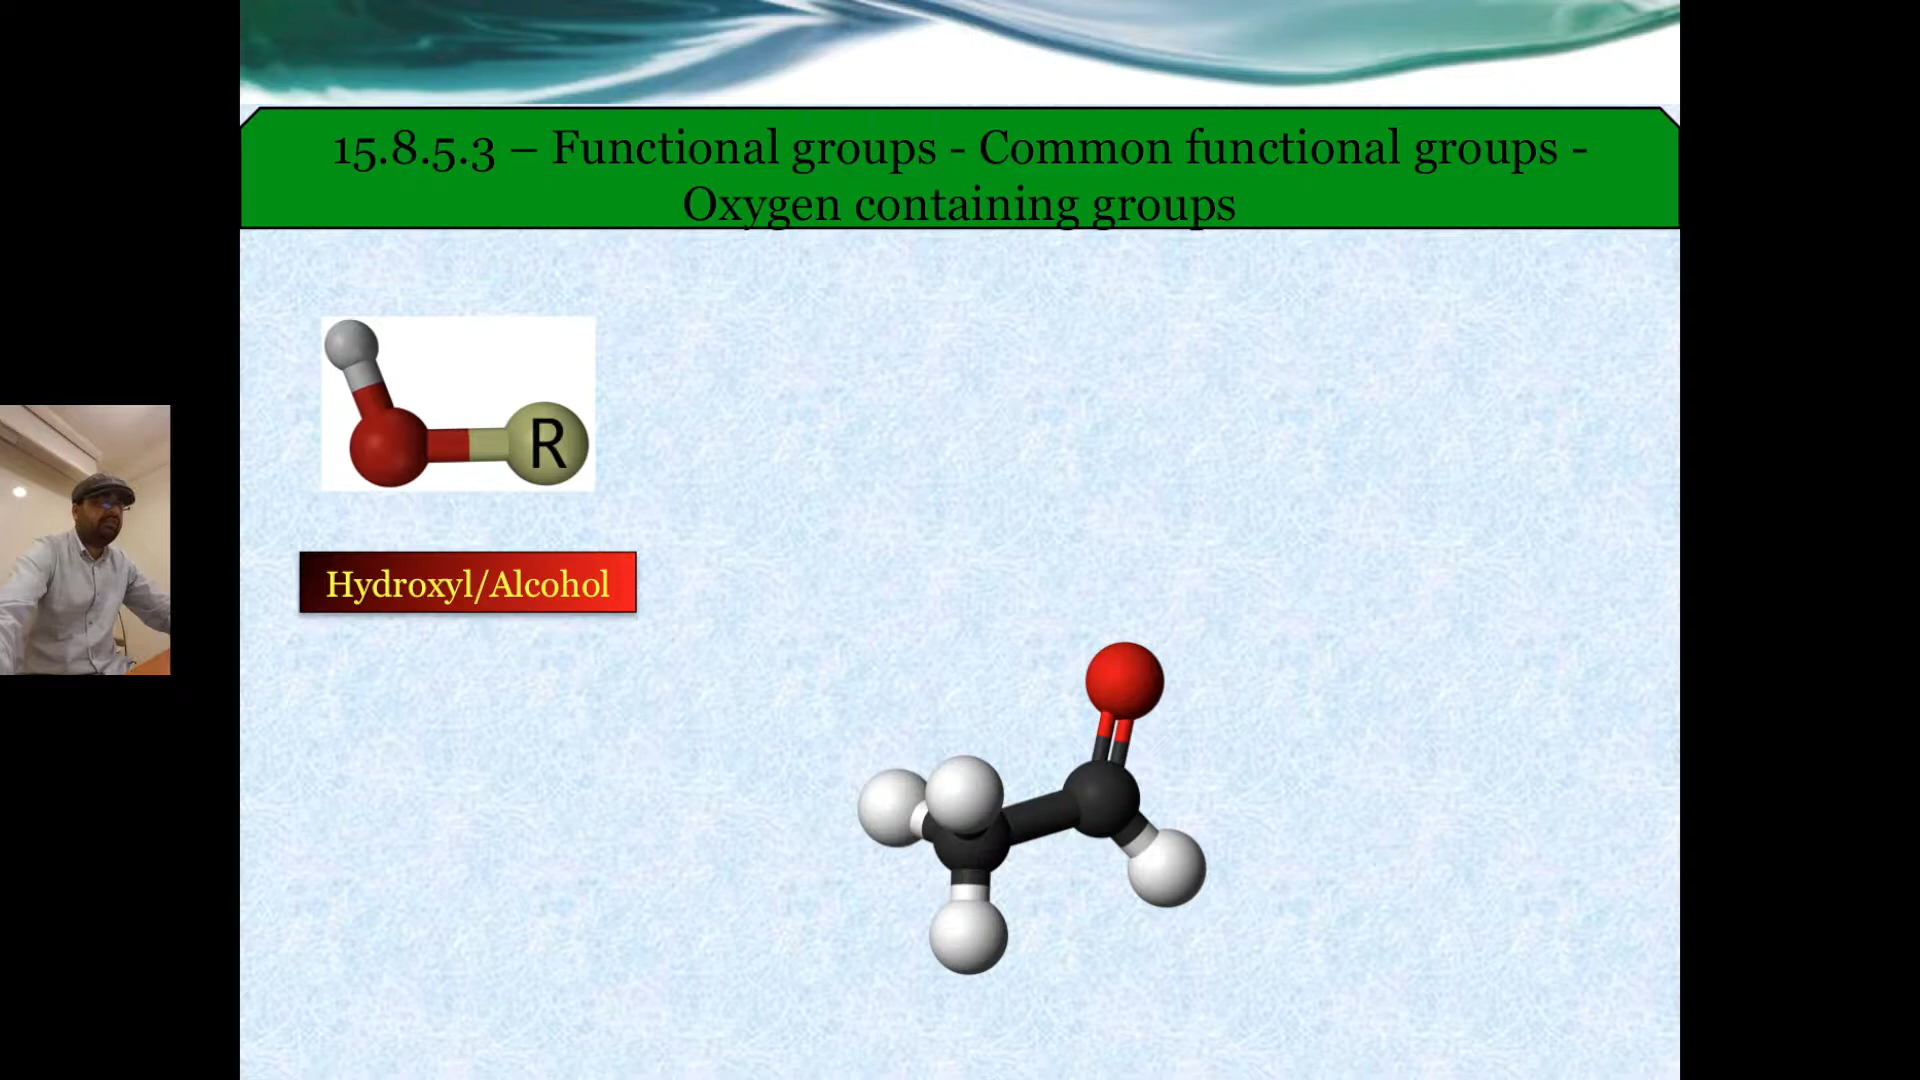 15.8.5.3 – Functional groups - Common functional groups -
Oxygen containing groups
R
Hydroxyl/Alcohol